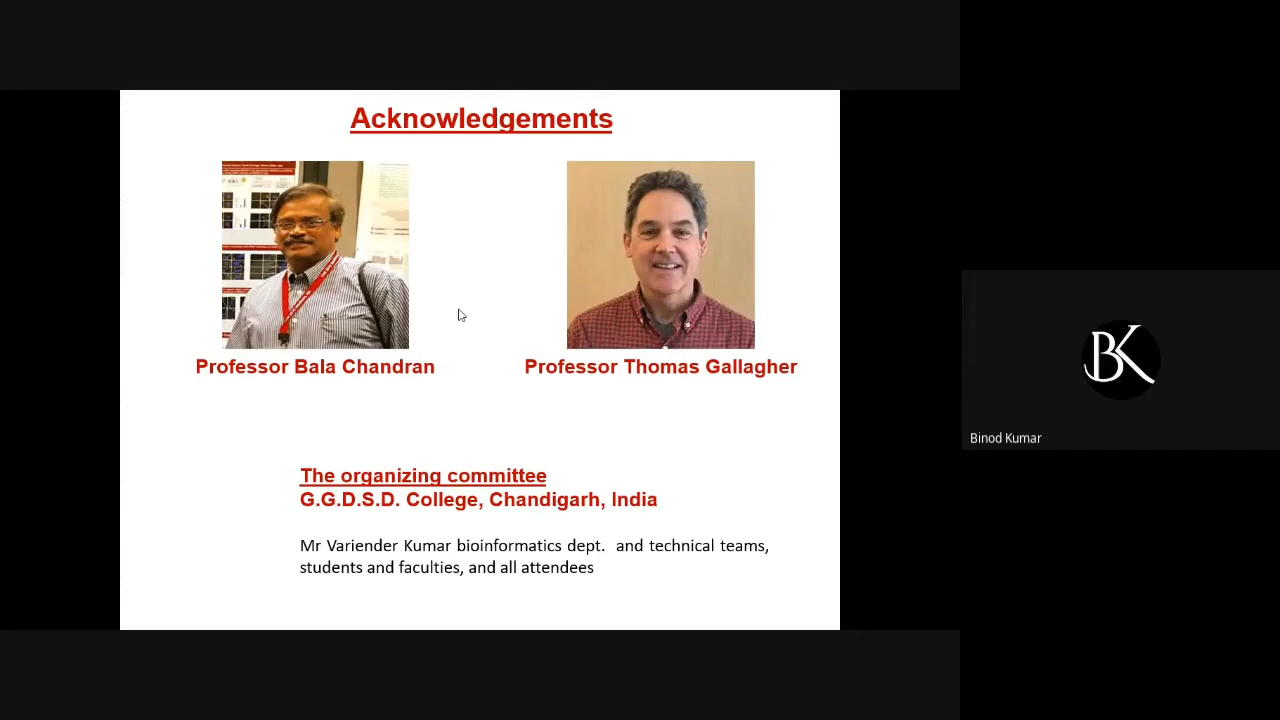 Acknowledgements
Professor Bala Chandran
Professor Thomas Gallagher
The organizing committee
G.G.D.S.D. College, Chandigarh, India
Mr Variender Kumar bioinformatics dept. and technical teams,
students and faculties, and all attendees
BK
Binod Kumar